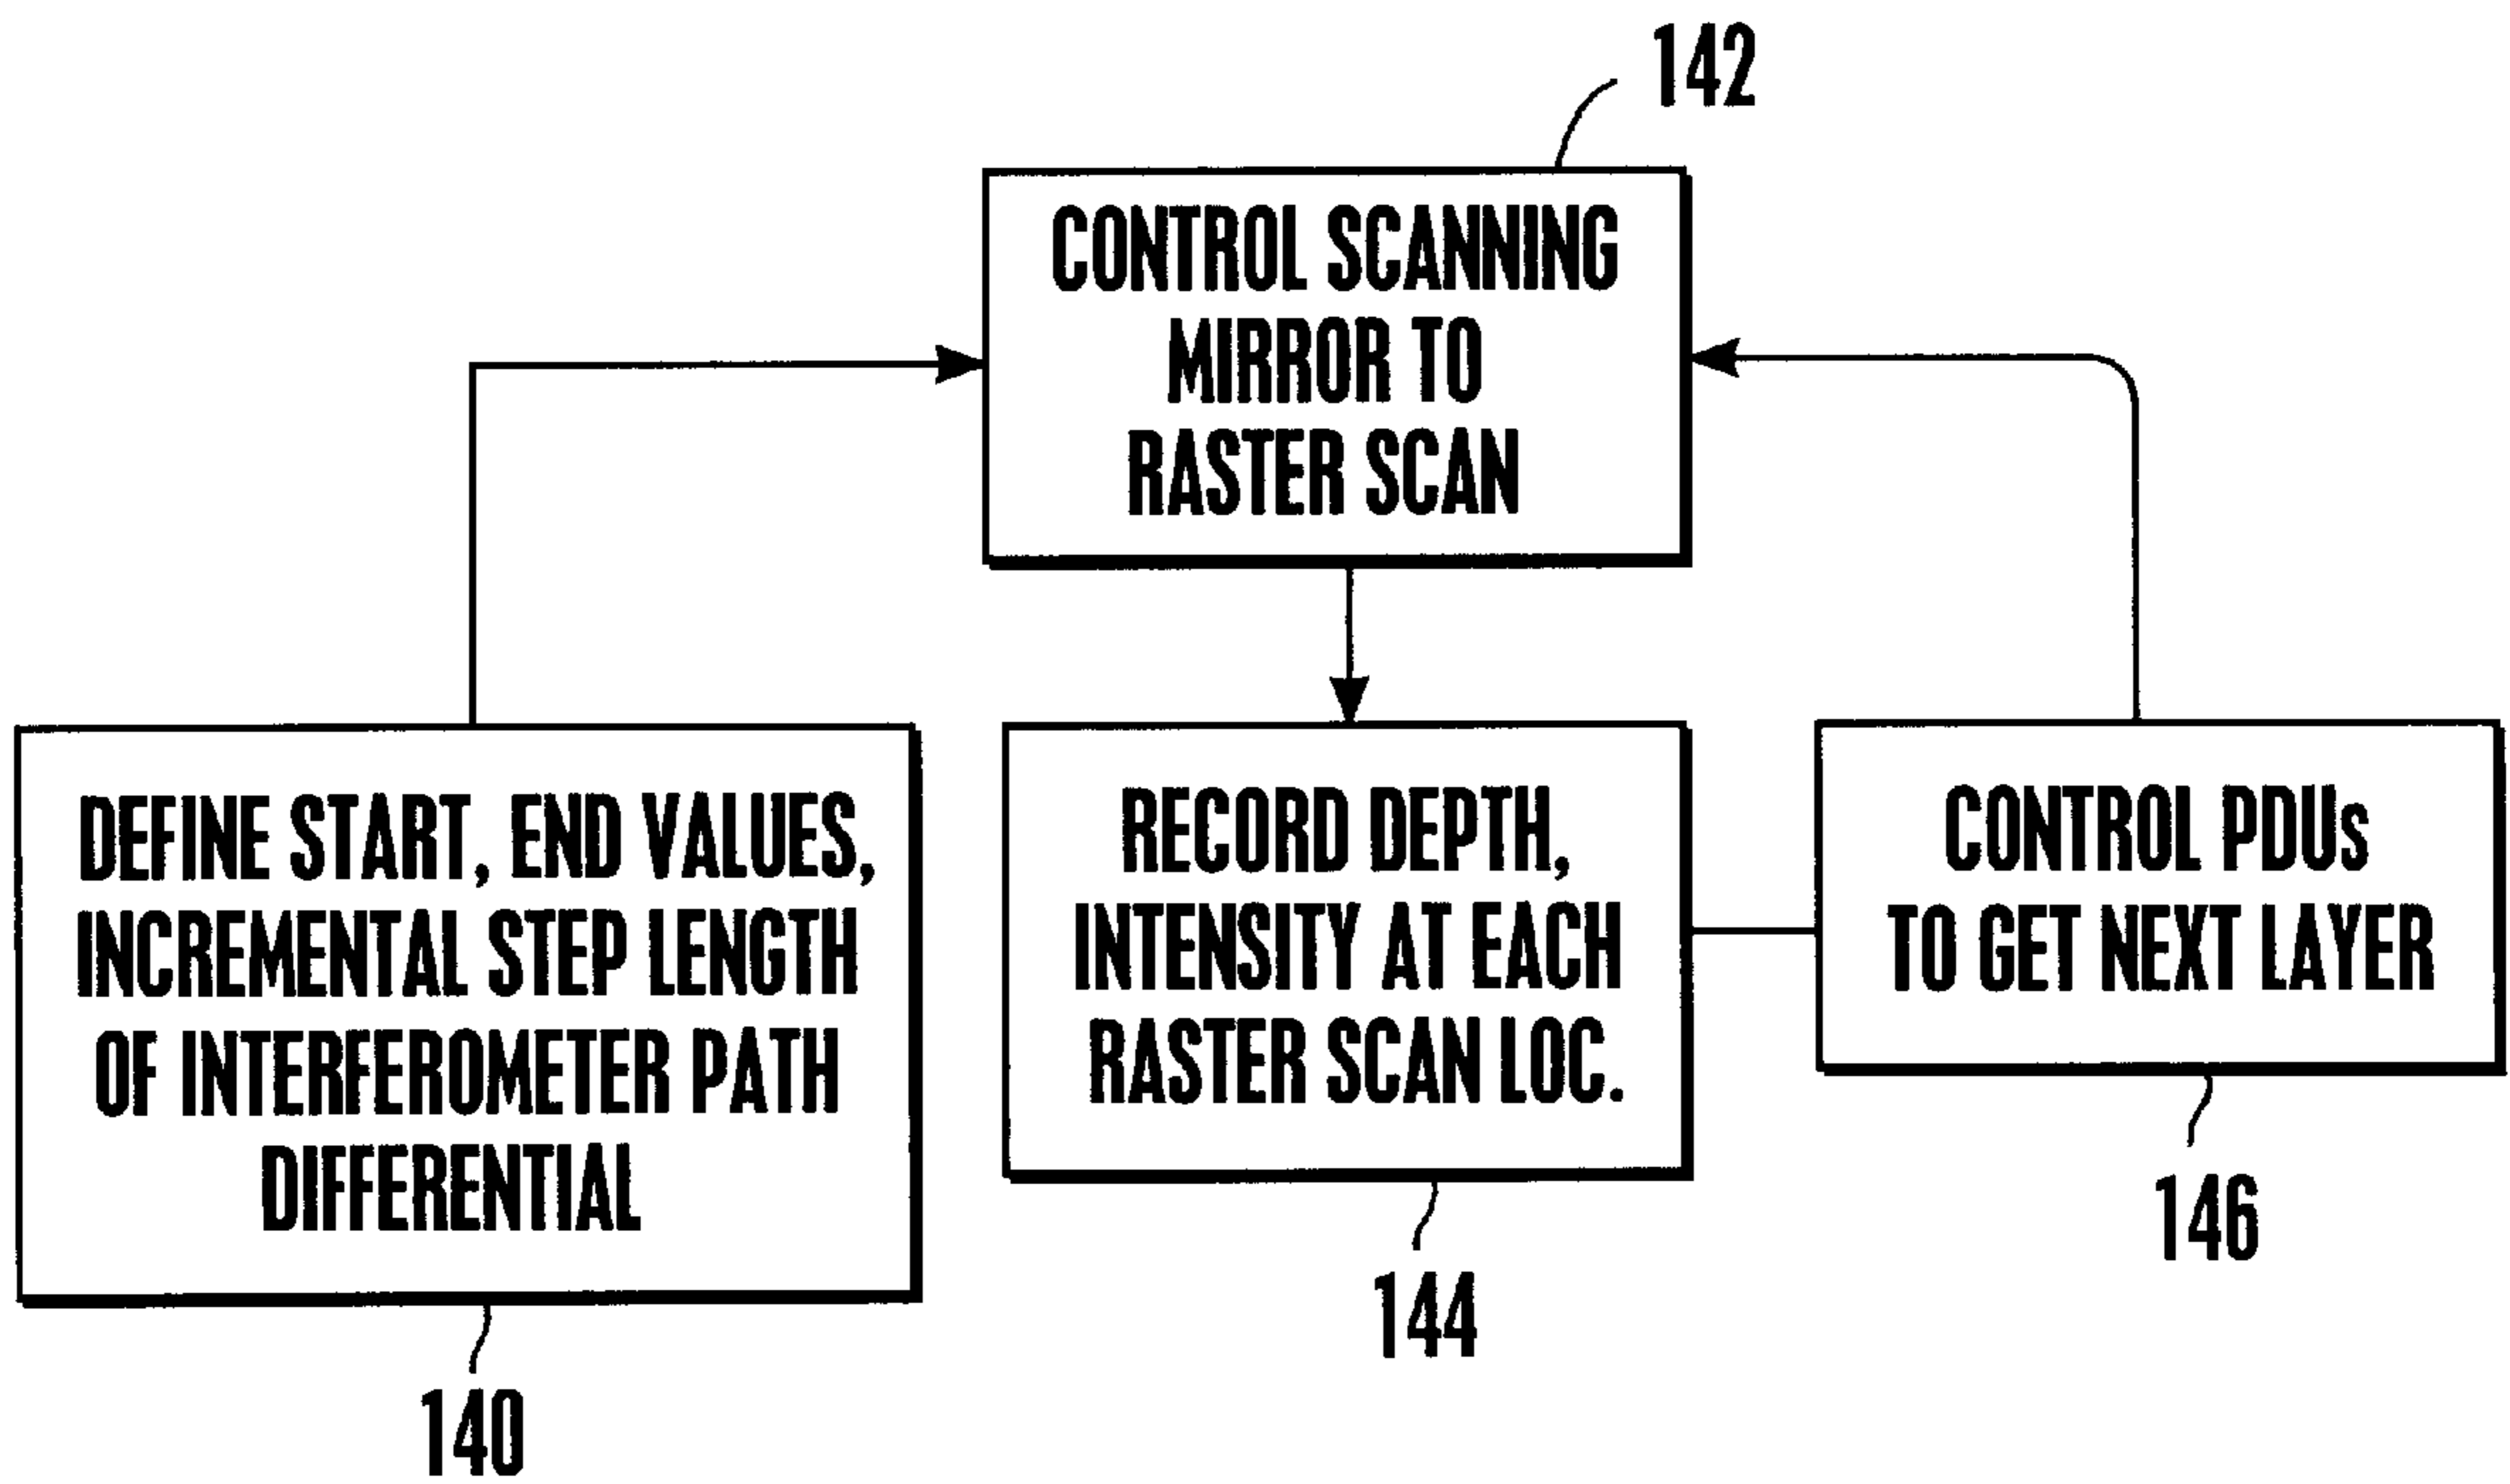 142
CONTROL SCANNING
MIRROR TO
RASTER SCAN
DEFINE START, END VALUES,
INCREMENTAL STEP LENGTH
OF INTERFEROMETER PATH
DIFFERENTIAL
140
RECORD DEPTH,
INTENSITY AT EACH
RASTER SCAN LOC.
144
CONTROL PDUs
TO GET NEXT LAYER
146